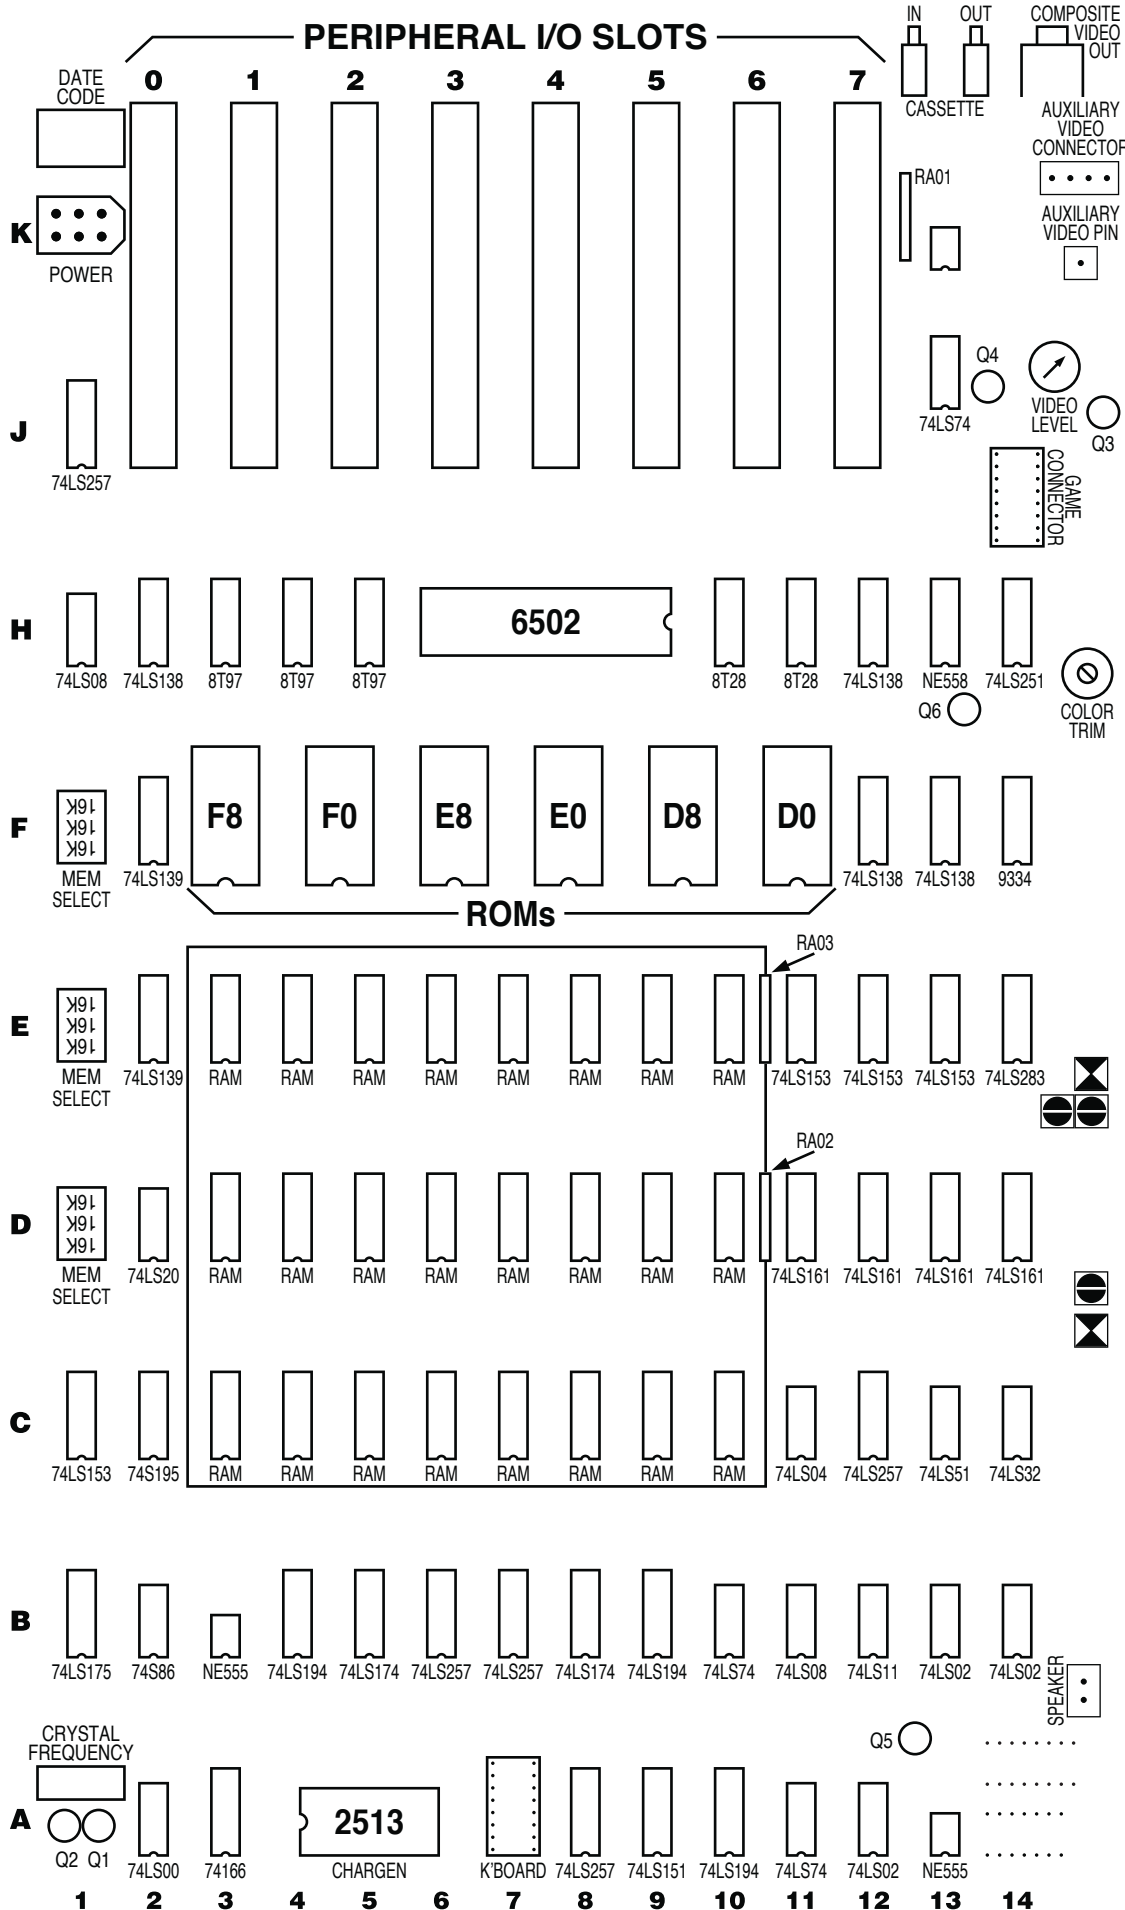 PERIPHERAL I/O SLOTS
IN OUT
COMPOSITE
VIDEO
OUT
DATE
CODE
0 1 2 3 4 5 6 7
CASSETTE
AUXILIARY
VIDEO
CONNECTOR
RA01
K
POWER
AUXILIARY
VIDEO PIN
Q4
J
74LS257
74LS74
VIDEO
LEVEL
Q3
GAME
CONNECTOR
H
6502
74LS08 74LS138 8T97 8T97 8T97 8T28 8T28 74LS138 NE558 74LS251
Q6
COLOR
TRIM
F
16K
16K
16K
F8 F0 E8 E0 D8 D0
MEM
SELECT
74LS139 74LS138 74LS138 9334
ROMs
RA03
E
16K
16K
16K
MEM
SELECT
74LS139 RAM RAM RAM RAM RAM RAM RAM RAM 74LS153 74LS153 74LS153 74LS283
RA02
D
16K
16K
16K
MEM
SELECT
74LS20 RAM RAM RAM RAM RAM RAM RAM RAM 74LS161 74LS161 74LS161 74LS161
C
74LS153 74S195 RAM RAM RAM RAM RAM RAM RAM RAM 74LS04 74LS257 74LS51 74LS32
B
74LS175 74S86 NE555 74LS194 74LS174 74LS257 74LS257 74LS174 74LS194 74LS74 74LS08 74LS11 74LS02 74LS02
SPEAKER
CRYSTAL
FREQUENCY
Q5
A
2513
Q2 Q1
74LS00 74166 CHARGEN K'BOARD 74LS257 74LS151 74LS194 74LS74 74LS02 NE555
1 2 3 4 5 6 7 8 9 10 11 12 13 14